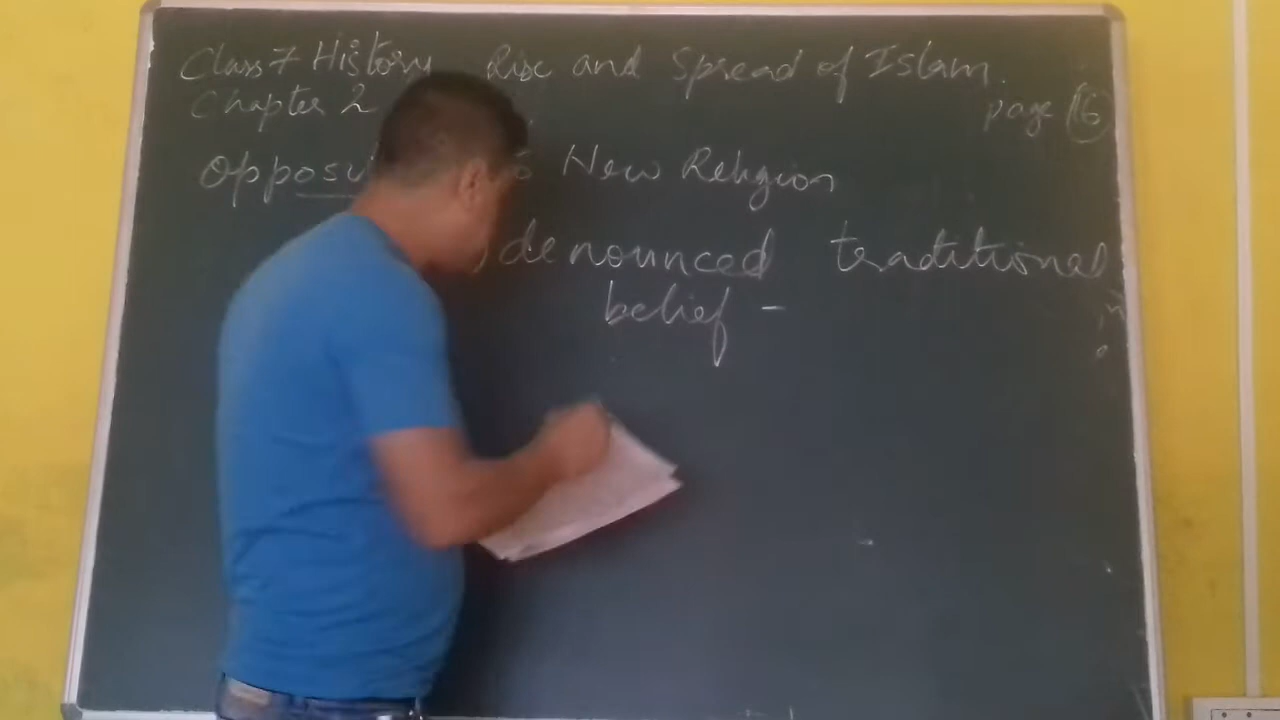 Class 7 History Rise and Spread of Islam.
Chapter 2 page 16
New Religion
denounced traditional
belief -